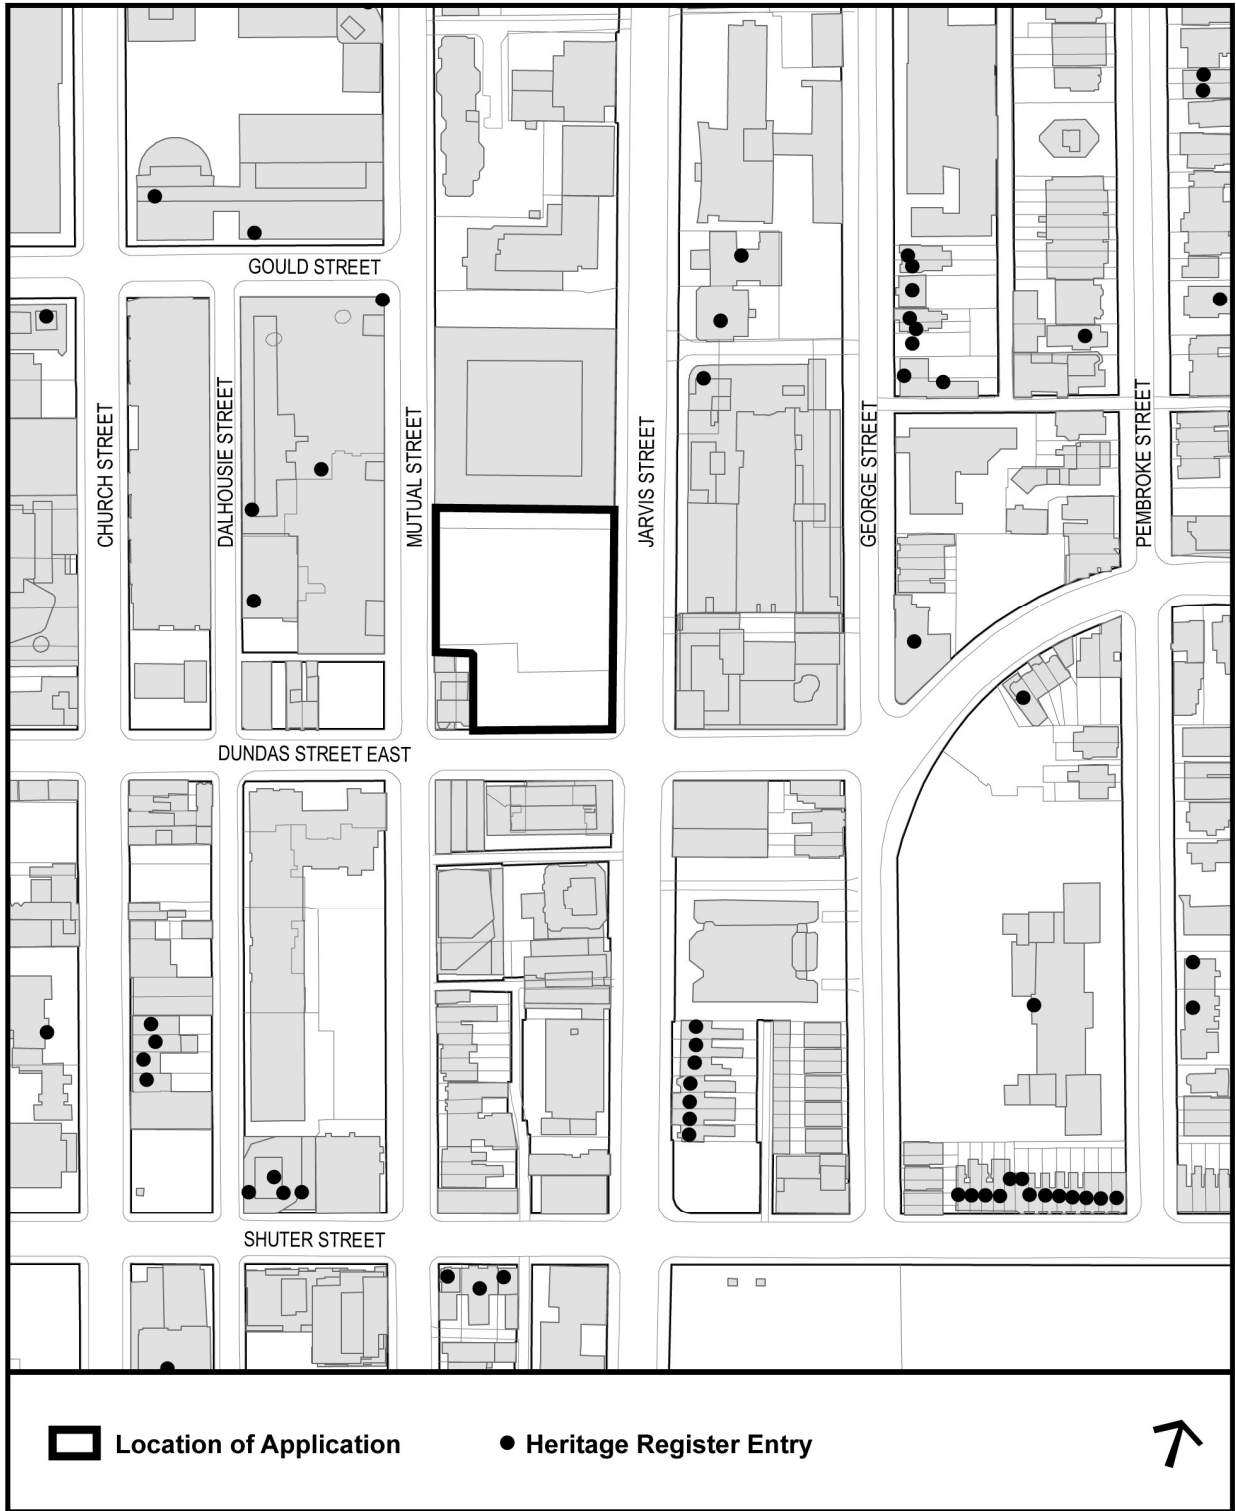 GOULD STREET
CHURCH STREET
DALHOUSIE STREET
MUTUAL STREET
JARVIS STREET
GEORGE STREET
PEMBROKE STREET
DUNDAS STREET EAST
SHUTER STREET
Location of Application
Heritage Register Entry